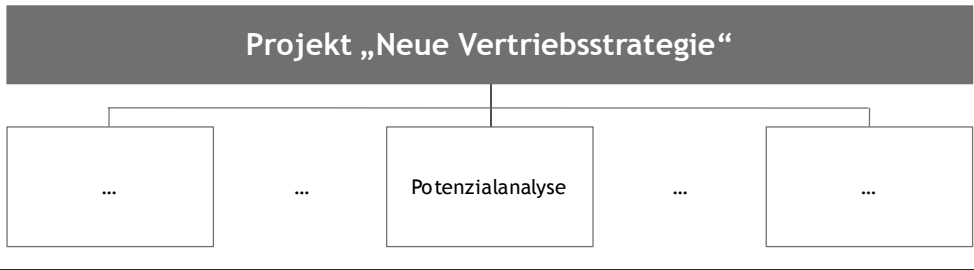 Projekt „Neue Vertriebsstrategie“
… … Potenzialanalyse … …